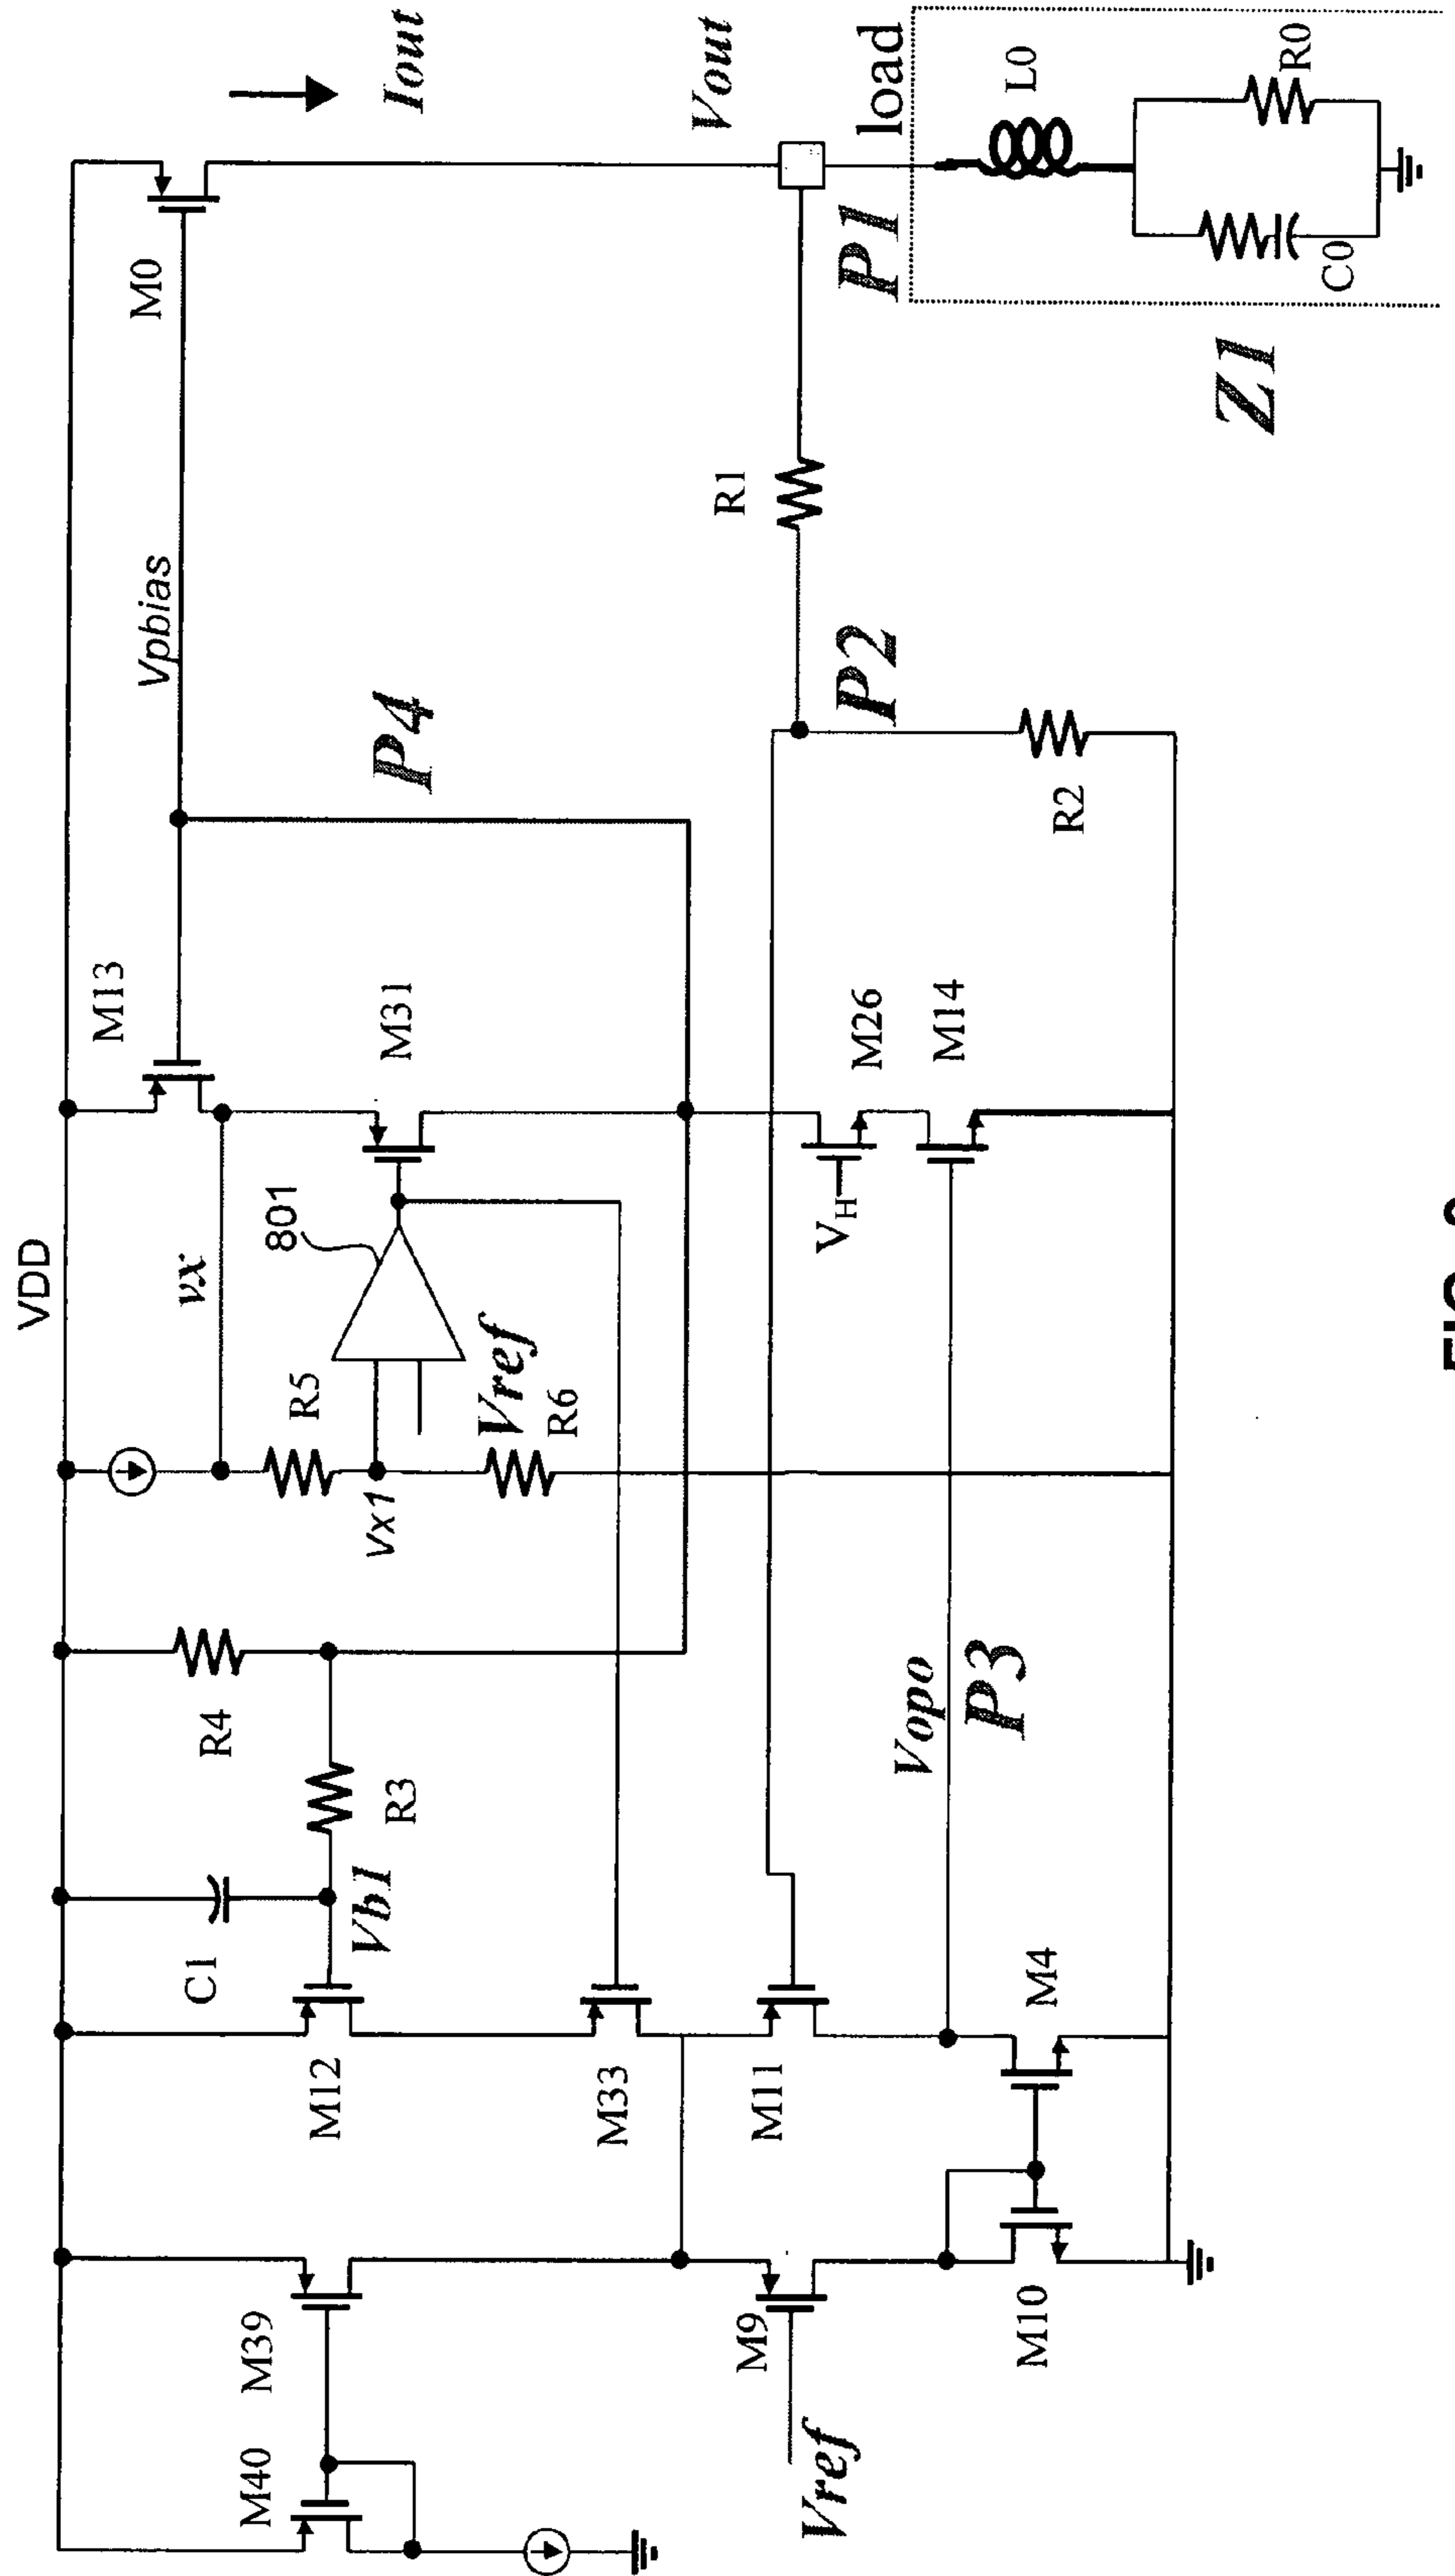 VDD
M40
M39
M12
C1
R4
R3
Vb1
vx
R5
vx1
801
Vref
R6
M13
M31
Vpbias
P4
M0
Iout
M33
M9
Vref
M11
M10
M4
Vopo
P3
VH
M26
M14
R2
P2
R1
Vout
P1
load
L0
C0
R0
Z1